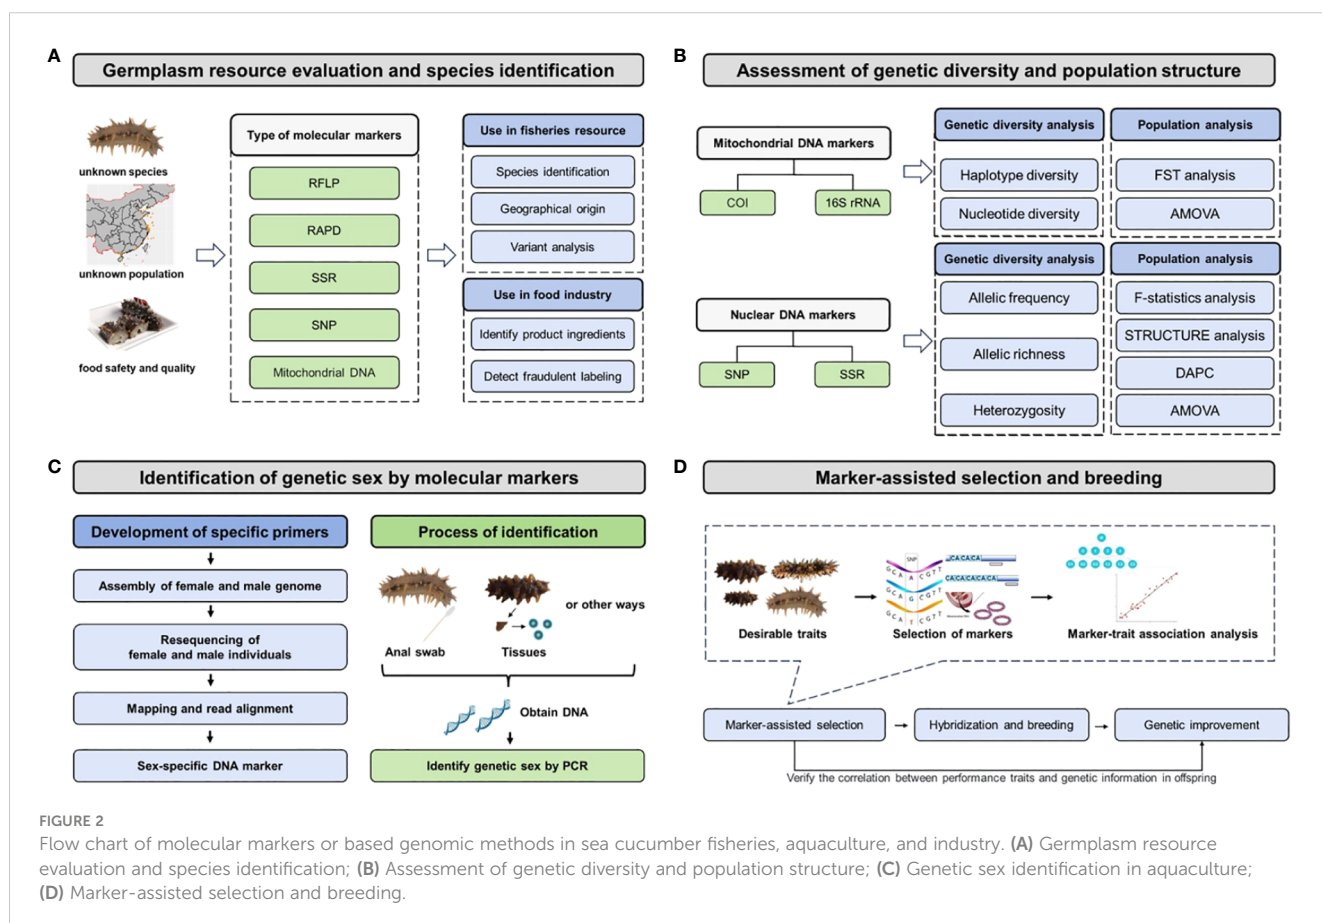 A
Germplasm resource evaluation and species identification
unknown species
unknown population
food safety and quality
Type of molecular markers
RFLP
RAPD
SSR
SNP
Mitochondrial DNA
Use in fisheries resource
Species identification
Geographical origin
Variant analysis
Use in food industry
Identify product ingredients
Detect fraudulent labeling
B
Assessment of genetic diversity and population structure
Mitochondrial DNA markers
COI
16S rRNA
Genetic diversity analysis
Haplotype diversity
Nucleotide diversity
Population analysis
FST analysis
AMOVA
Nuclear DNA markers
SNP
SSR
Genetic diversity analysis
Allelic frequency
Allelic richness
Heterozygosity
Population analysis
F-statistics analysis
STRUCTURE analysis
DAPC
AMOVA
C
Identification of genetic sex by molecular markers
Development of specific primers
Assembly of female and male genome
Resequencing of
female and male individuals
Mapping and read alignment
Sex-specific DNA marker
Process of identification
Anal swab
Tissues
or other ways
Obtain DNA
Identify genetic sex by PCR
D
Marker-assisted selection and breeding
Desirable traits
SNP
G C A A C G T T
G C A G C G T T
G C A T C G T T
CA CA CA
CA CA CA CA CA
Selection of markers
Marker-trait association analysis
Marker-assisted selection
Hybridization and breeding
Genetic improvement
Verify the correlation between performance traits and genetic information in offspring
FIGURE 2
Flow chart of molecular markers or based genomic methods in sea cucumber fisheries, aquaculture, and industry. (A) Germplasm resource
evaluation and species identification; (B) Assessment of genetic diversity and population structure; (C) Genetic sex identification in aquaculture;
(D) Marker-assisted selection and breeding.